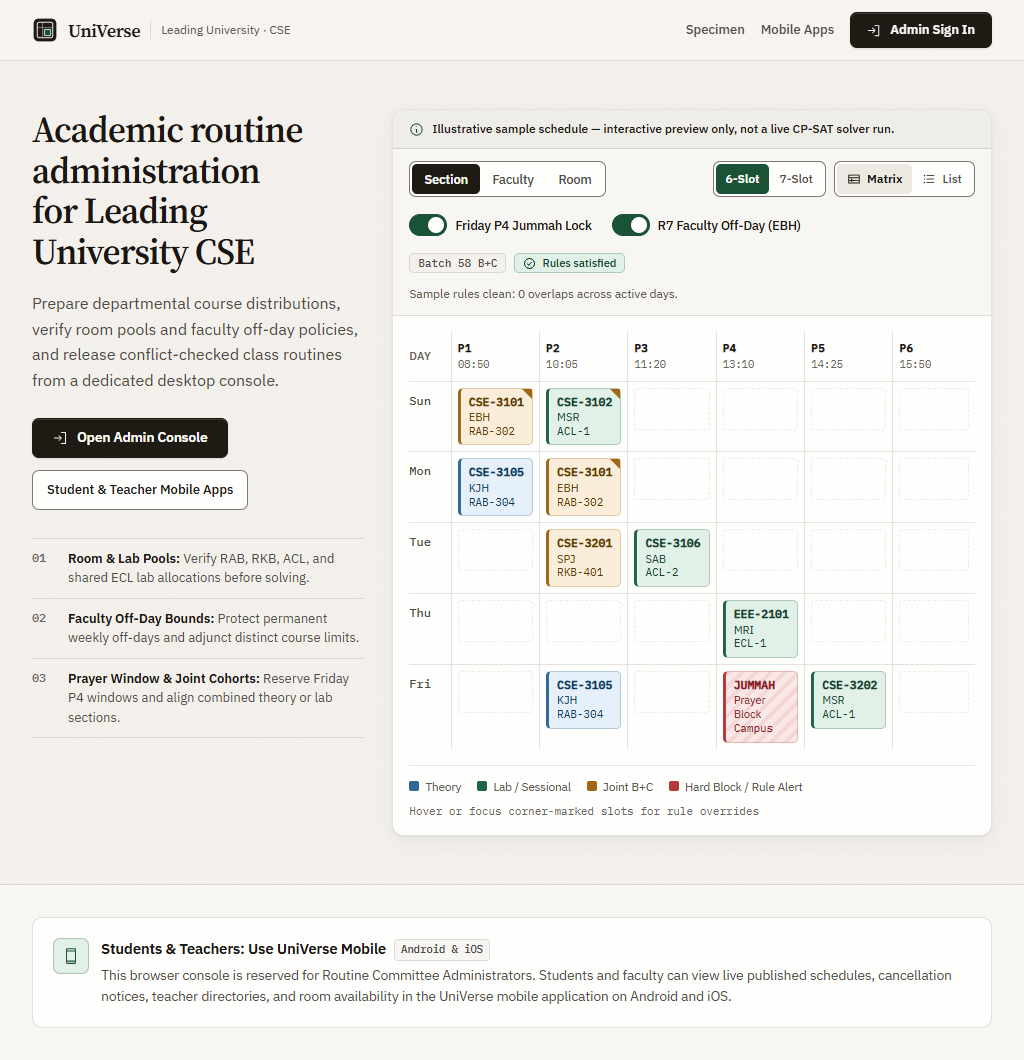 UniVerse
Leading University · CSE
Specimen
Mobile Apps
Admin Sign In
Academic routine
administration
for Leading
University CSE
Prepare departmental course distributions,
verify room pools and faculty off-day policies,
and release conflict-checked class routines
from a dedicated desktop console.
Open Admin Console
Student & Teacher Mobile Apps
01 Room & Lab Pools: Verify RAB, RKB, ACL, and
shared ECL lab allocations before solving.
02 Faculty Off-Day Bounds: Protect permanent
weekly off-days and adjunct distinct course limits.
03 Prayer Window & Joint Cohorts: Reserve Friday
P4 windows and align combined theory or lab
sections.
Illustrative sample schedule — interactive preview only, not a live CP-SAT solver run.
Section Faculty Room
6-Slot 7-Slot
Matrix List
Friday P4 Jummah Lock
R7 Faculty Off-Day (EBH)
Batch 58 B+C
Rules satisfied
Sample rules clean: 0 overlaps across active days.
DAY
P1
08:50
P2
10:05
P3
11:20
P4
13:10
P5
14:25
P6
15:50
Sun
CSE-3101
EBH
RAB-302
CSE-3102
MSR
ACL-1
Mon
CSE-3105
KJH
RAB-304
CSE-3101
EBH
RAB-302
Tue
CSE-3201
SPJ
RKB-401
CSE-3106
SAB
ACL-2
Thu
EEE-2101
MRI
ECL-1
Fri
CSE-3105
KJH
RAB-304
JUMMAH
Prayer
Block
Campus
CSE-3202
MSR
ACL-1
Theory
Lab / Sessional
Joint B+C
Hard Block / Rule Alert
Hover or focus corner-marked slots for rule overrides
Students & Teachers: Use UniVerse Mobile
Android & iOS
This browser console is reserved for Routine Committee Administrators. Students and faculty can view live published schedules, cancellation
notices, teacher directories, and room availability in the UniVerse mobile application on Android and iOS.